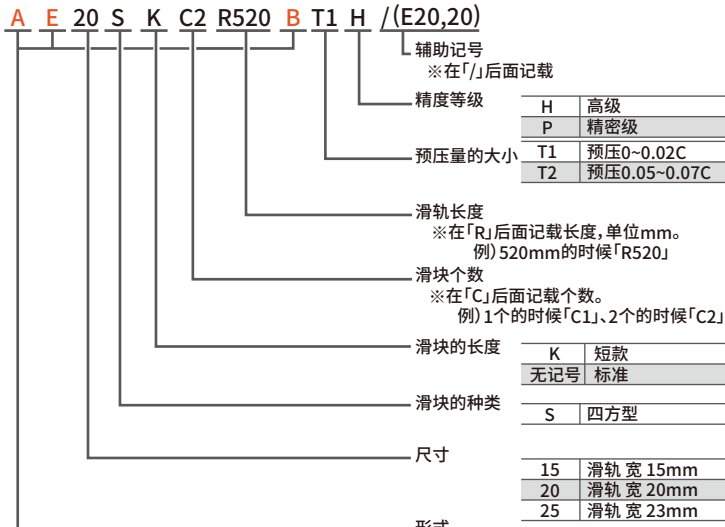 A E 20 S K C2 R520 B T1 H /(E20,20)
辅助记号
※在「/」后面记载
精度等级
H 高级
P 精密级
预压量的大小
T1 预压0~0.02C
T2 预压0.05~0.07C
滑轨长度
※在「R」后面记载长度,单位mm。
例)520mm的时候「R520」
滑块个数
※在「C」后面记载个数。
例)1个的时候「C1」、2个的时候「C2」
滑块的长度
K 短款
无记号 标准
滑块的种类
S 四方型
尺寸
15 滑轨 宽 15mm
20 滑轨 宽 20mm
25 滑轨 宽 23mm
形式